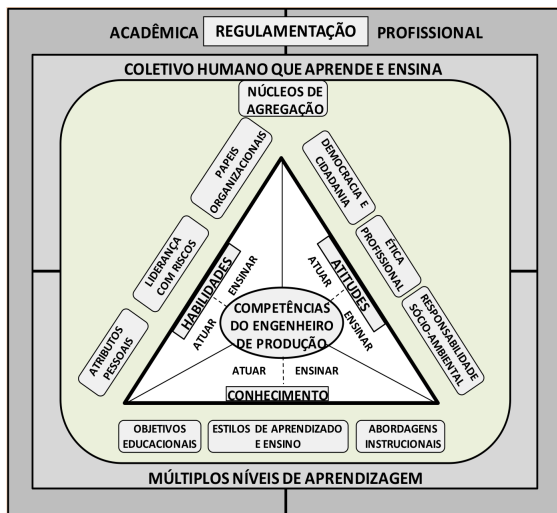 ACADÊMICA REGULAMENTAÇÃO PROFISSIONAL
COLETIVO HUMANO QUE APRENDE E ENSINA
NÚCLEOS DE
AGREGAÇÃO
PAPEIS
ORGANIZACIONAIS
DEMOCRACIA E
CIDADANIA
LIDERANÇA
COM RISCOS
ÉTICA
PROFISSIONAL
ATRIBUTOS
PESSOAIS
RESPONSABILIDADE
SÓCIO-AMBIENTAL
HABILIDADES
ENSINAR
ATUAR
ATITUDES
ATUAR
ENSINAR
COMPETÊNCIAS
DO ENGENHEIRO
DE PRODUÇÃO
ATUAR ENSINAR
CONHECIMENTO
OBJETIVOS
EDUCACIONAIS
ESTILOS DE APRENDIZADO
E ENSINO
ABORDAGENS
INSTRUCIONAIS
MÚLTIPLOS NÍVEIS DE APRENDIZAGEM